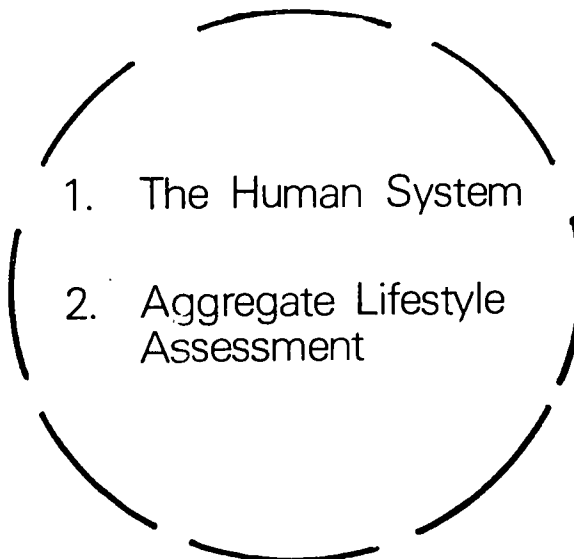 1. The Human System
2. Aggregate Lifestyle
Assessment